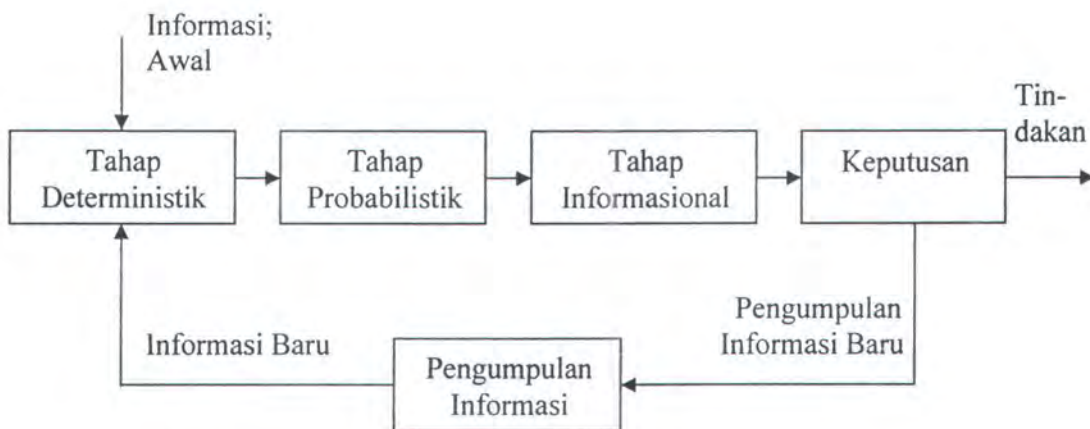 Informasi;
Awal
Tin-
dakan
Tahap
Deterministik
Tahap
Probabilistik
Tahap
Informasional
Keputusan
Pengumpulan
Informasi Baru
Informasi Baru
Pengumpulan
Informasi